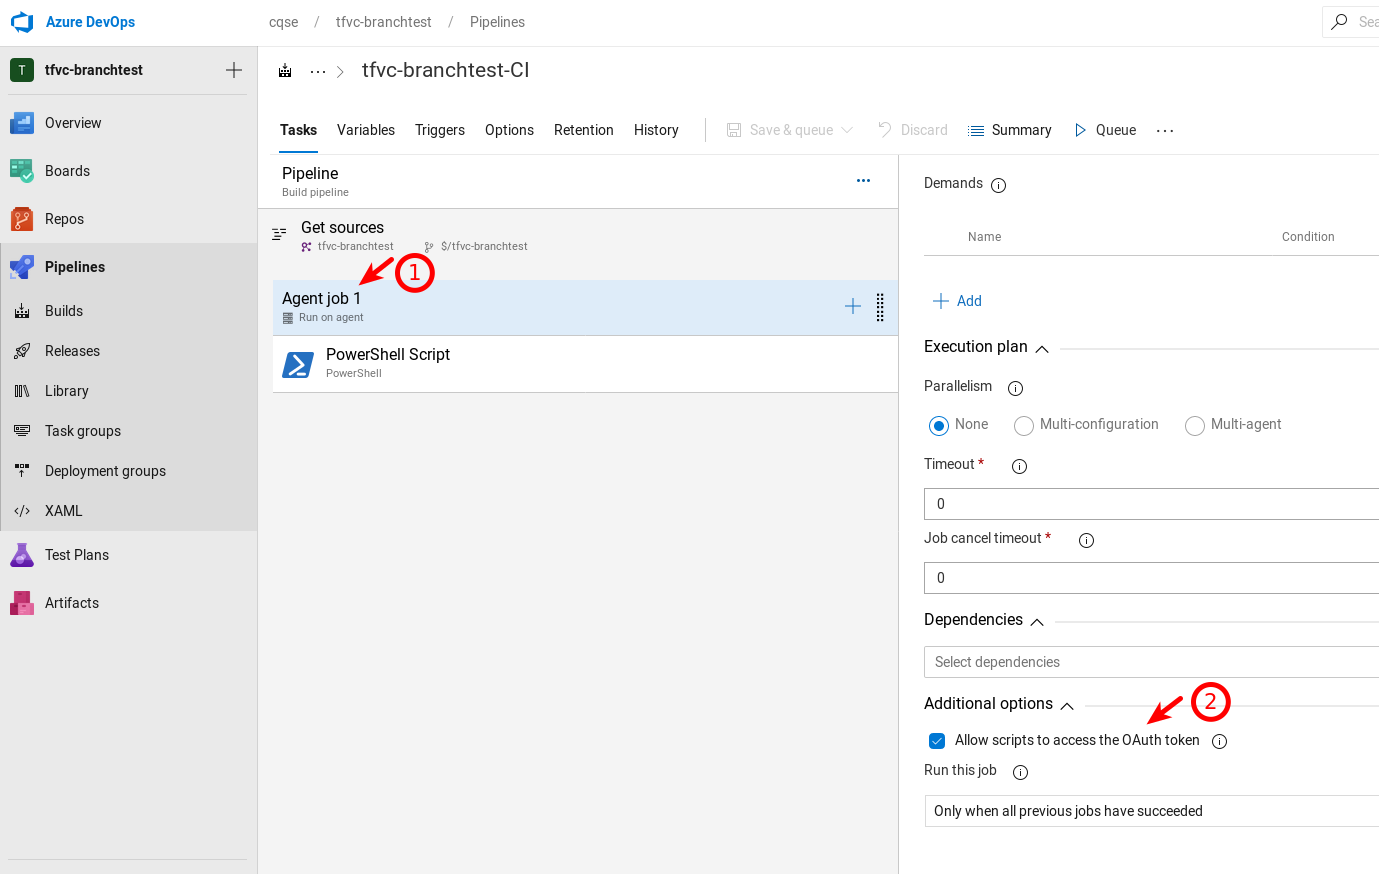 Azure DevOps
cqse / tfvc-branchtest / Pipelines
Sea
T tfvc-branchtest
Overview
Boards
Repos
Pipelines
Builds
Releases
Library
Task groups
Deployment groups
XAML
Test Plans
Artifacts
... > tfvc-branchtest-CI
Tasks Variables Triggers Options Retention History Save & queue Discard Summary Queue ...
Pipeline
Build pipeline
...
Get sources
tfvc-branchtest $/tfvc-branchtest
1
Agent job 1
Run on agent
PowerShell Script
PowerShell
Demands
Name Condition
Add
Execution plan
Parallelism
None Multi-configuration Multi-agent
Timeout *
0
Job cancel timeout *
0
Dependencies
Select dependencies
Additional options
2
Allow scripts to access the OAuth token
Run this job
Only when all previous jobs have succeeded